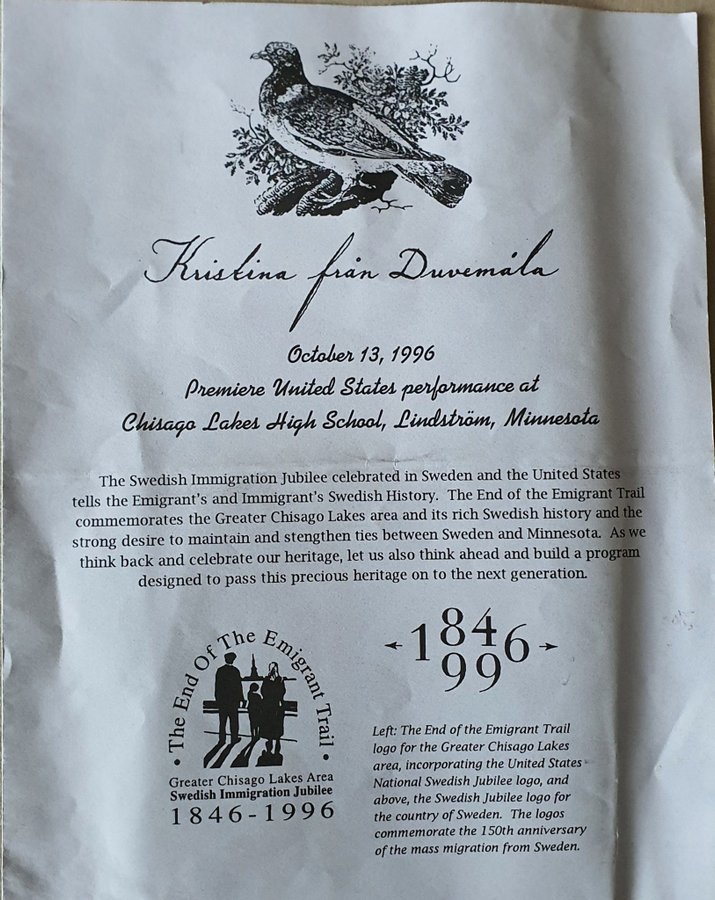 Kristina från Duvemåla
October 13, 1996
Premiere United States performance at
Chisago Lakes High School, Lindström, Minnesota
The Swedish Immigration Jubilee celebrated in Sweden and the United States
tells the Emigrant's and Immigrant's Swedish History. The End of the Emigrant Trail
commemorates the Greater Chisago Lakes area and its rich Swedish history and the
strong desire to maintain and stengthen ties between Sweden and Minnesota. As we
think back and celebrate our heritage, let us also think ahead and build a program
designed to pass this precious heritage on to the next generation.
• The End Of The Emigrant Trail •
Greater Chisago Lakes Area
Swedish Immigration Jubilee
1846-1996
1846
99
Left: The End of the Emigrant Trail
logo for the Greater Chisago Lakes
area, incorporating the United States
National Swedish Jubilee logo, and
above, the Swedish Jubilee logo for
the country of Sweden. The logos
commemorate the 150th anniversary
of the mass migration from Sweden.